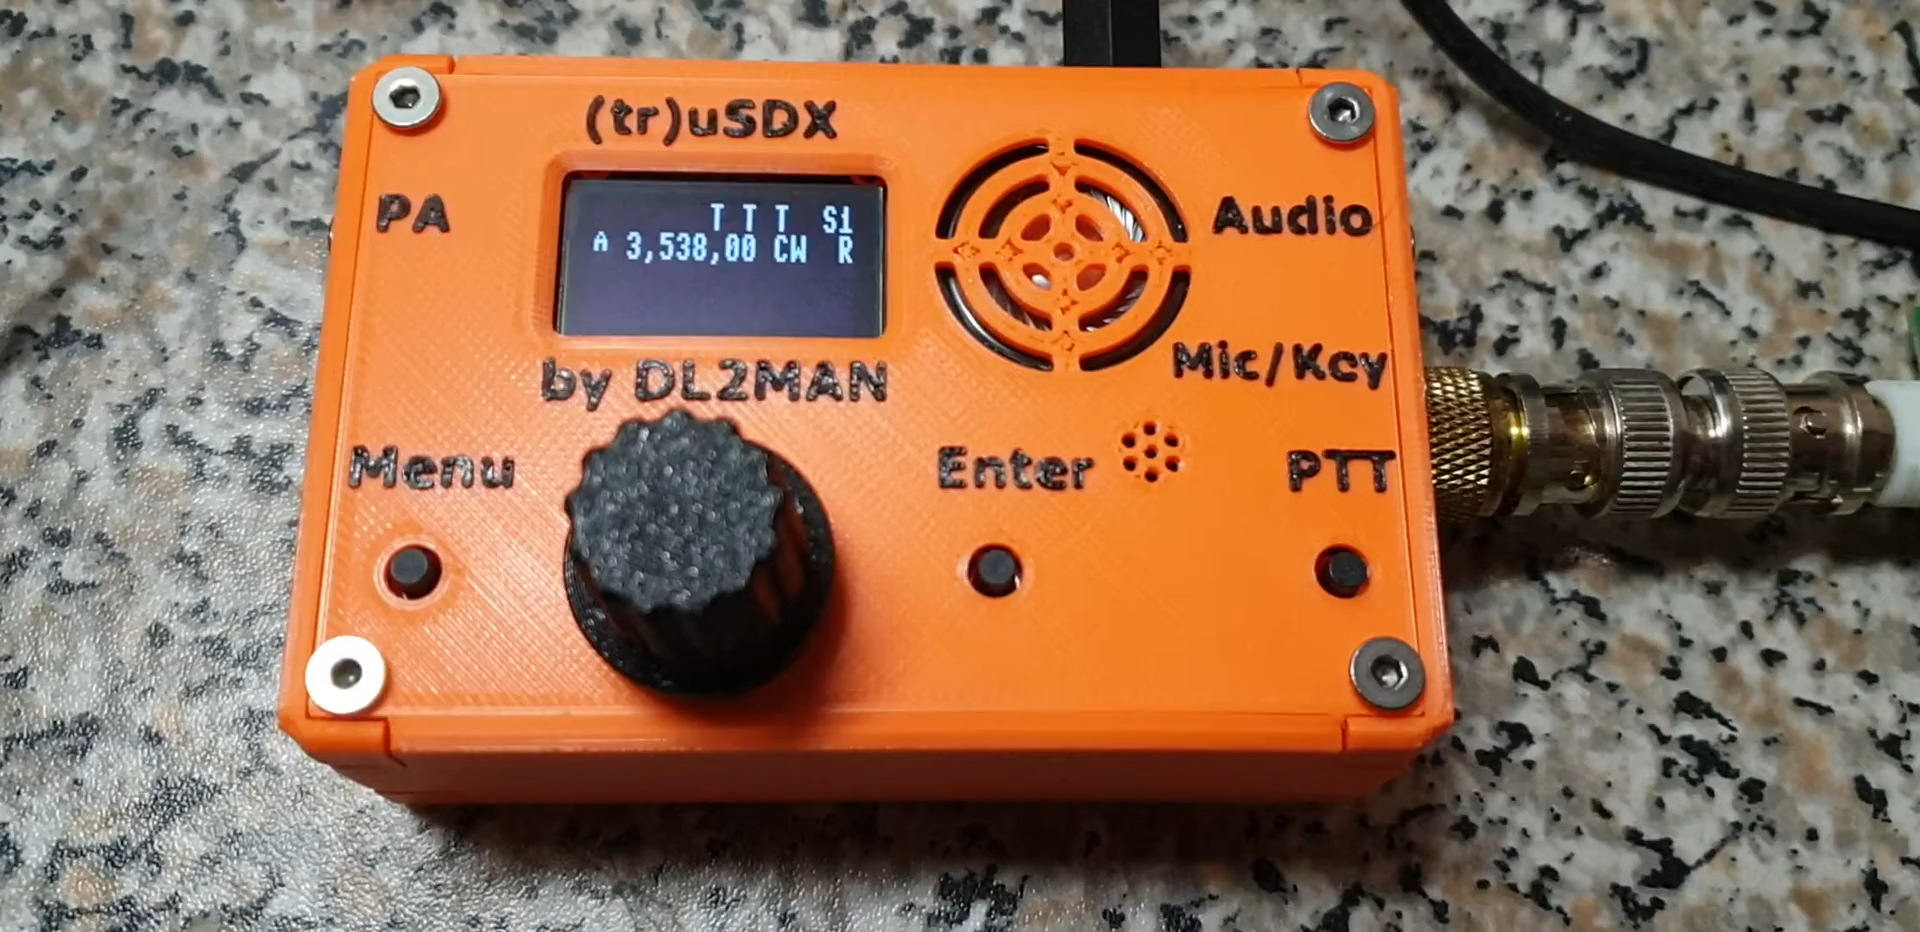 (tr)uSDX
PA
Audio
T T T S1
A 3,538,00 CW R
by DL2MAN
Mic/Key
Menu
Enter
PTT